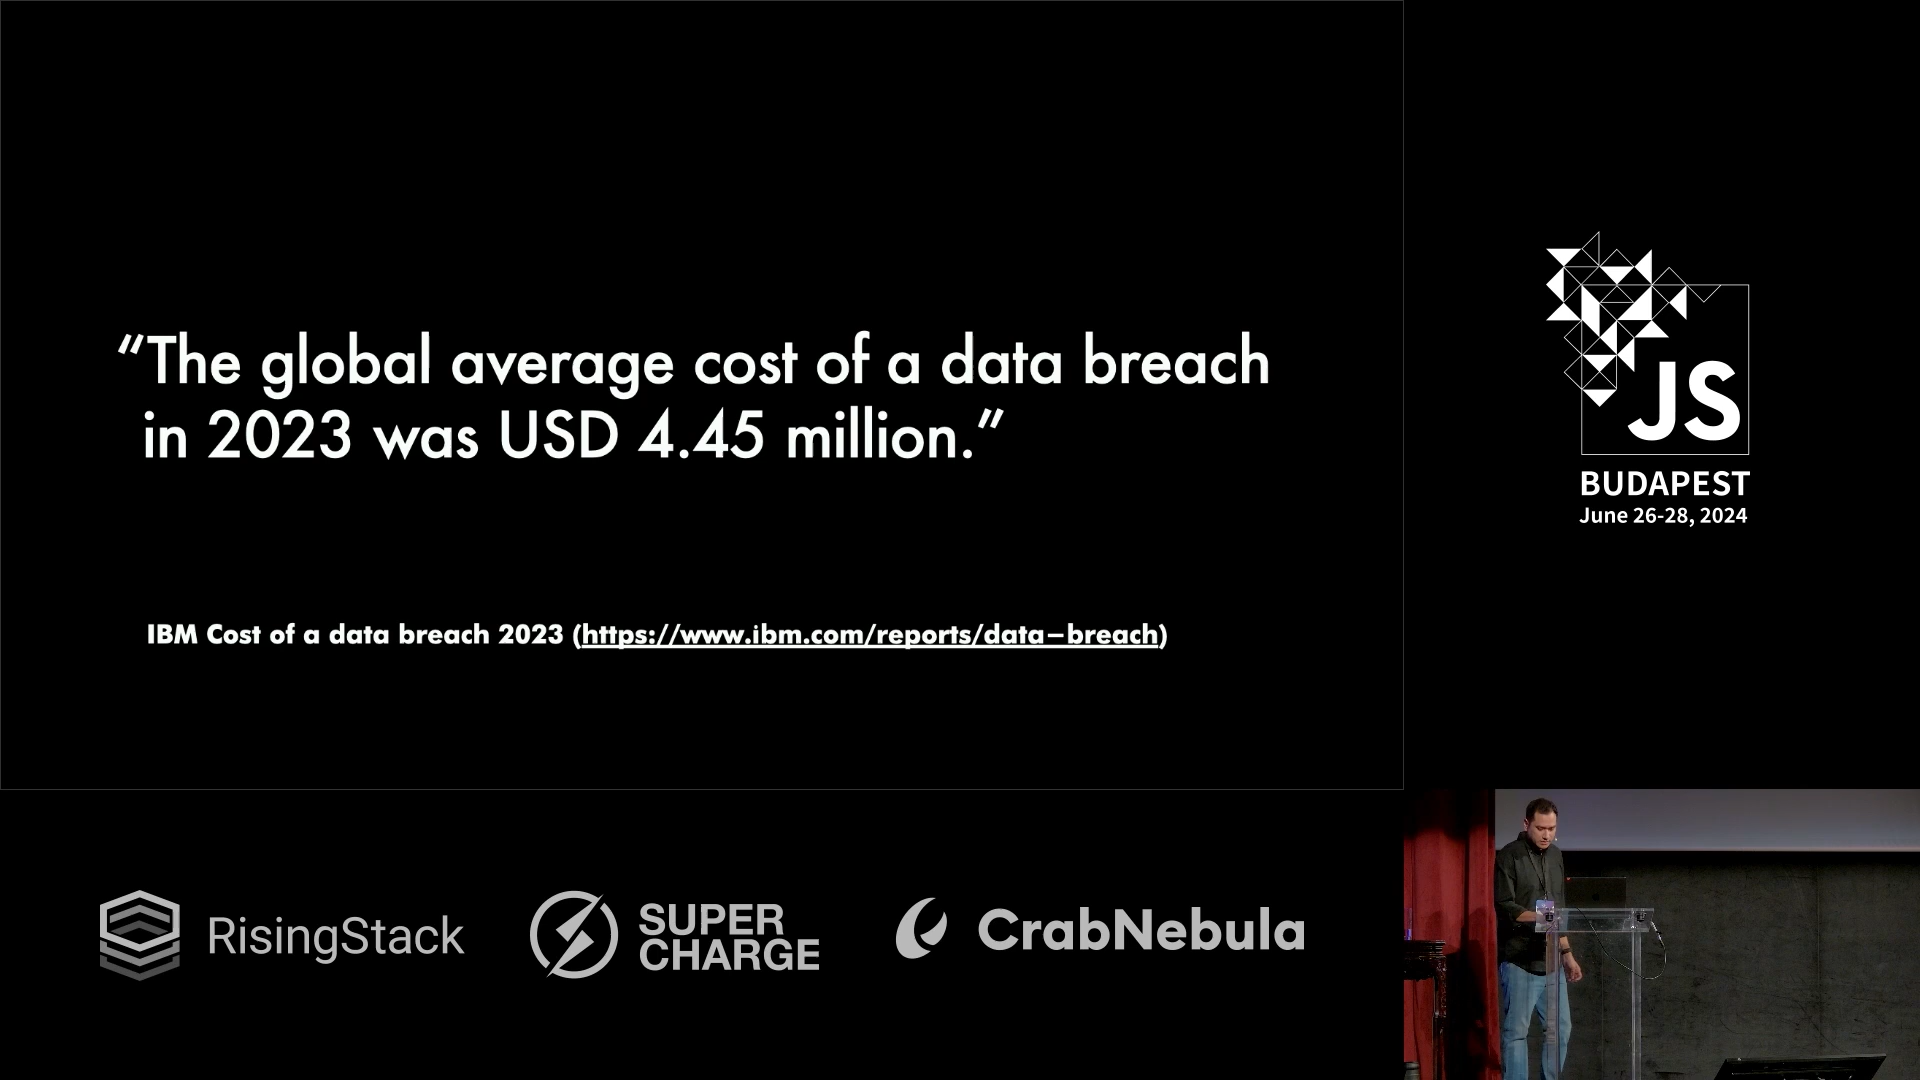 “The global average cost of a data breach
in 2023 was USD 4.45 million.”
IBM Cost of a data breach 2023 (https://www.ibm.com/reports/data–breach)
JS
BUDAPEST
June 26-28, 2024
RisingStack
SUPER
CHARGE
CrabNebula